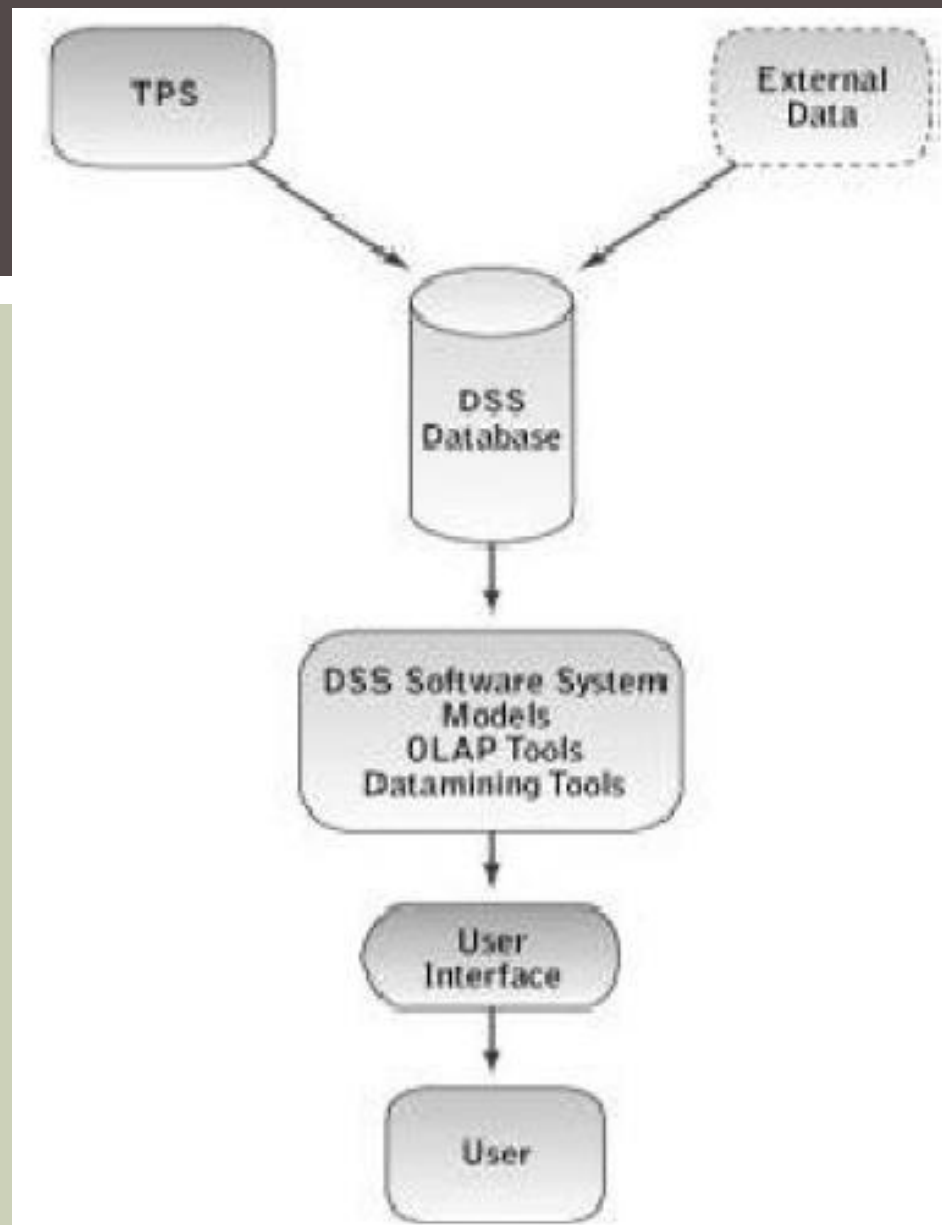 TPS
External
Data
DSS
Database
DSS Software System
Models
OLAP Tools
Datamining Tools
User
Interface
User